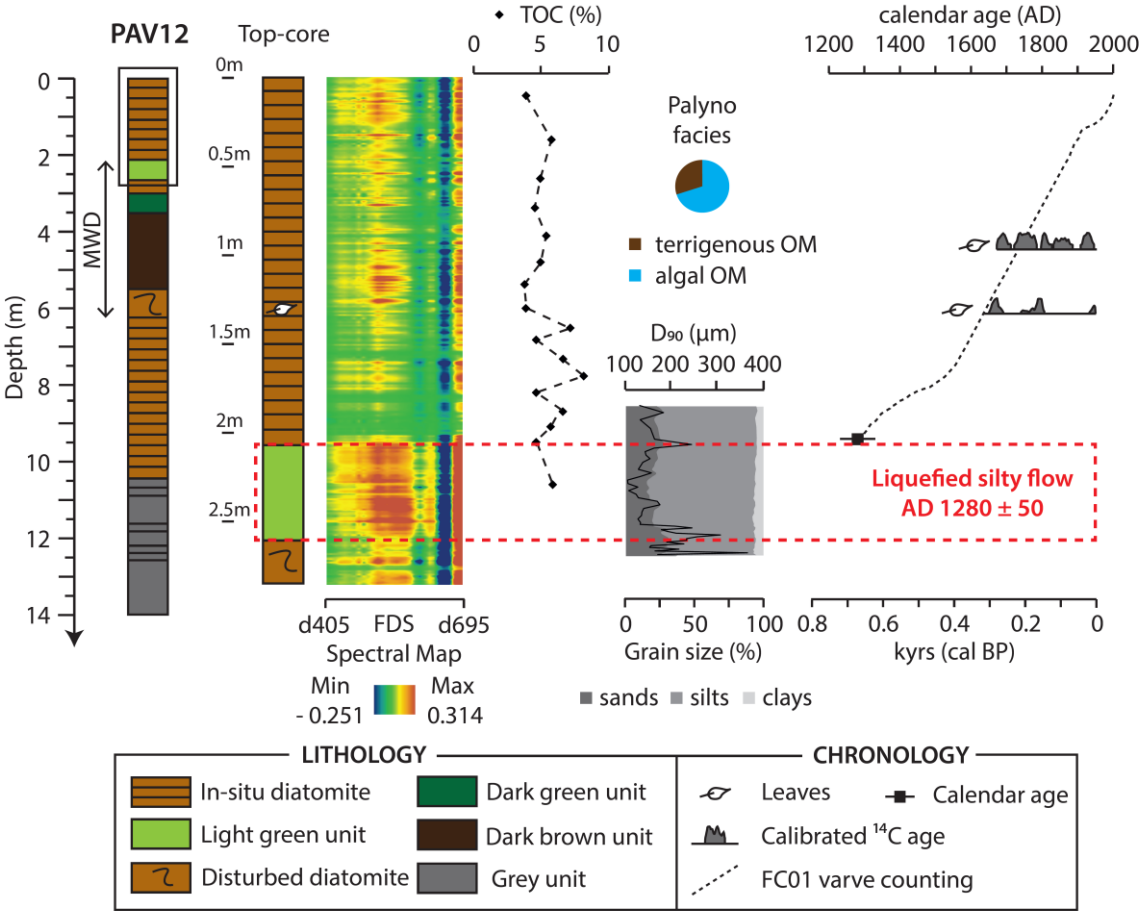 PAV12
Top-core
TOC (%)
0 5 10
calendar age (AD)
1200 1400 1600 1800 2000
Depth (m)
0
2
4
6
8
10
12
14
MWD
0m
0.5m
1m
1.5m
2m
2.5m
Palyno
facies
terrigenous OM
algal OM
D₉₀ (μm)
100 200 300 400
Liquefied silty flow
AD 1280 ± 50
d405 FDS d695
Spectral Map
Min Max
- 0.251 0.314
0 50 100
Grain size (%)
sands silts clays
0.8 0.6 0.4 0.2 0
kyrs (cal BP)
LITHOLOGY
In-situ diatomite
Light green unit
Disturbed diatomite
Dark green unit
Dark brown unit
Grey unit
CHRONOLOGY
Leaves
Calendar age
Calibrated ¹⁴C age
FC01 varve counting